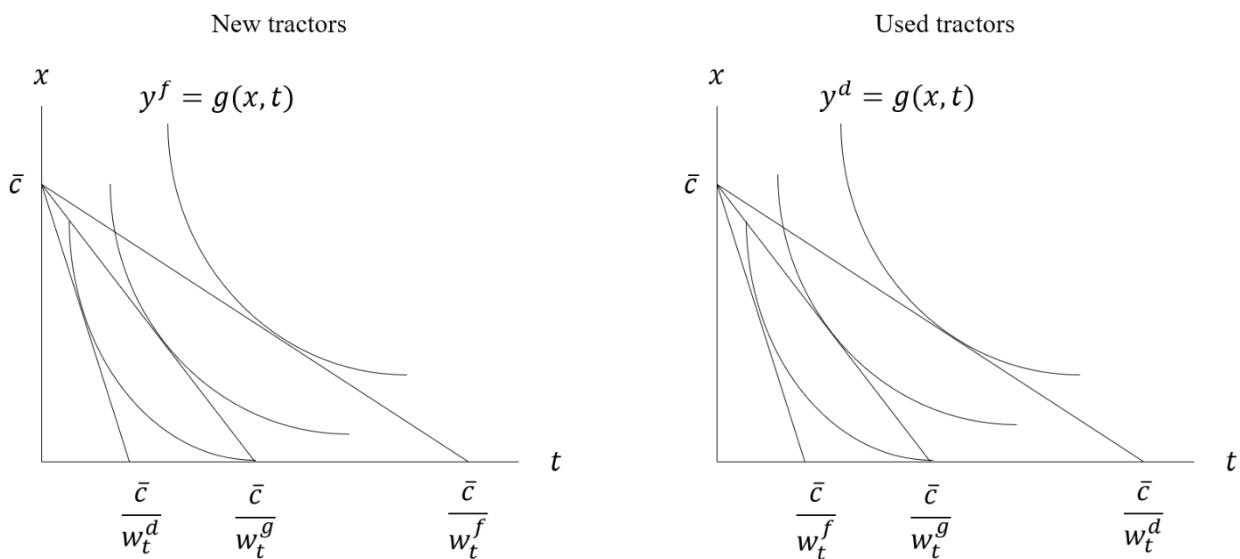 New tractors
x
y^f = g(x, t)
c̄
t
c̄/w_t^d
c̄/w_t^g
c̄/w_t^f
Used tractors
x
y^d = g(x, t)
c̄
t
c̄/w_t^f
c̄/w_t^g
c̄/w_t^d